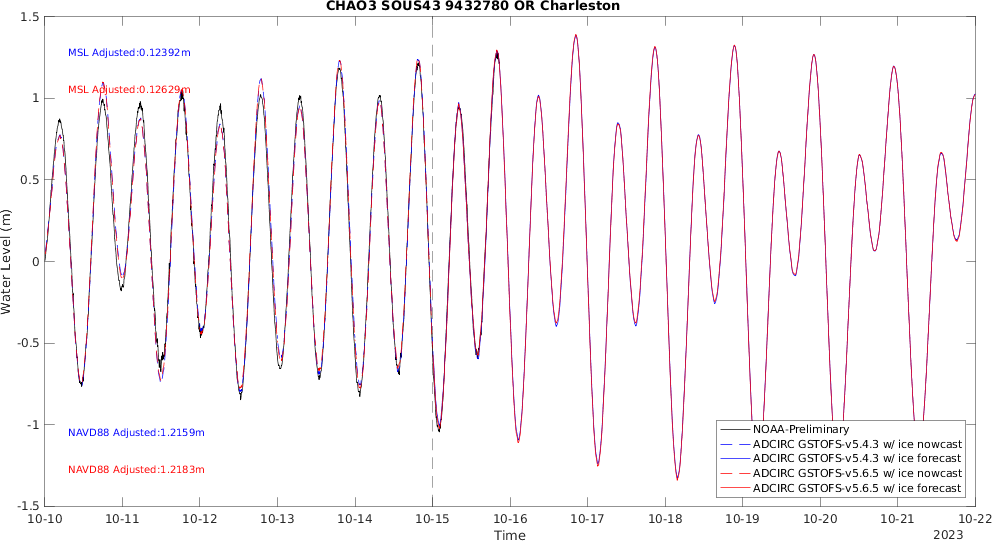 CHAO3 SOUS43 9432780 OR Charleston
1.5
1
0.5
0
-0.5
-1
-1.5
Water Level (m)
MSL Adjusted:0.12392m
MSL Adjusted:0.12629m
NAVD88 Adjusted:1.2159m
NAVD88 Adjusted:1.2183m
NOAA-Preliminary
ADCIRC GSTOFS-v5.4.3 w/ ice nowcast
ADCIRC GSTOFS-v5.4.3 w/ ice forecast
ADCIRC GSTOFS-v5.6.5 w/ ice nowcast
ADCIRC GSTOFS-v5.6.5 w/ ice forecast
10-10 10-11 10-12 10-13 10-14 10-15 10-16 10-17 10-18 10-19 10-20 10-21 10-22
Time
2023